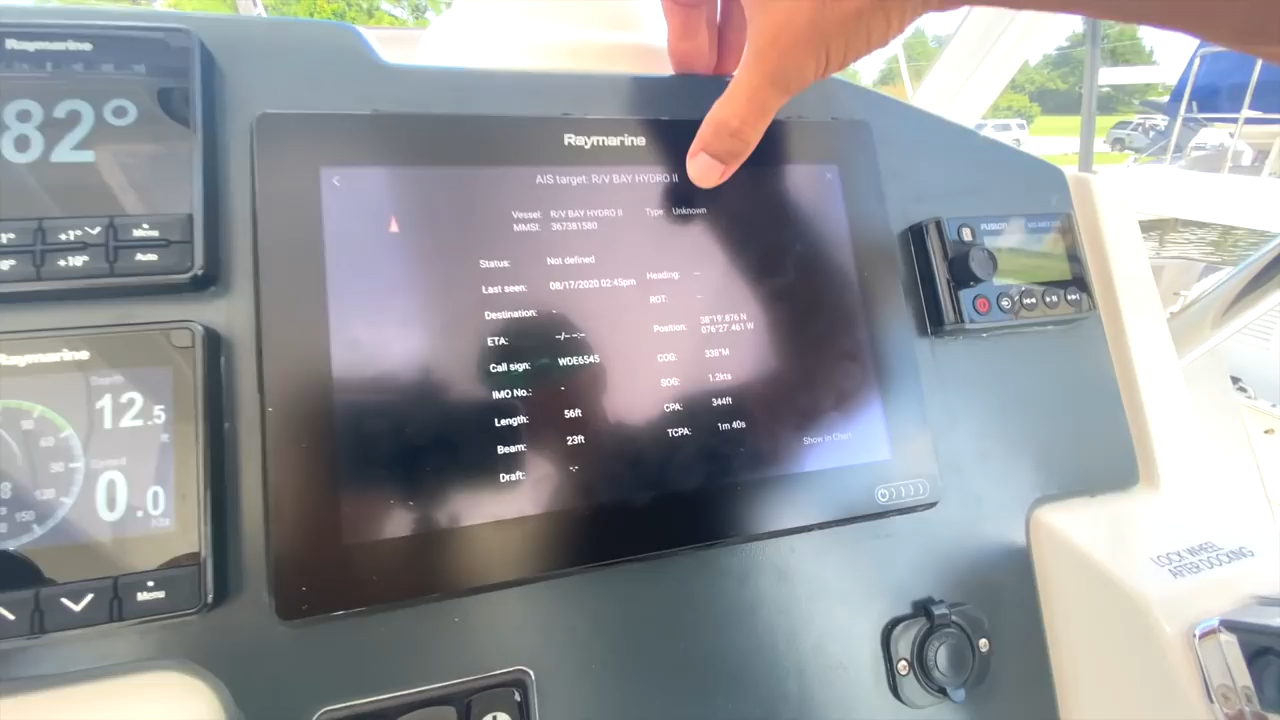 Raymarine
82°
+1°
Menu
+10°
Auto
Raymarine
Depth
12.5
ft
0.0
kts
Menu
Raymarine
AIS target: R/V BAY HYDRO II
Vessel: R/V BAY HYDRO II Type: Unknown
MMSI: 367381580
Status: Not defined
Last seen: 08/17/2020 02:45pm
Destination: -
ETA: --/-- --:--
Call sign: WDE6545
IMO No.: -
Length: 56ft
Beam: 23ft
Draft: -.-
Heading: --
ROT: -
Position: 38°19'.876 N
076°27'.461 W
COG: 338°M
SOG: 1.2kts
CPA: 344ft
TCPA: 1m 40s
Show in Chart
FUSION
LOCK WHEEL
AFTER DOCKING